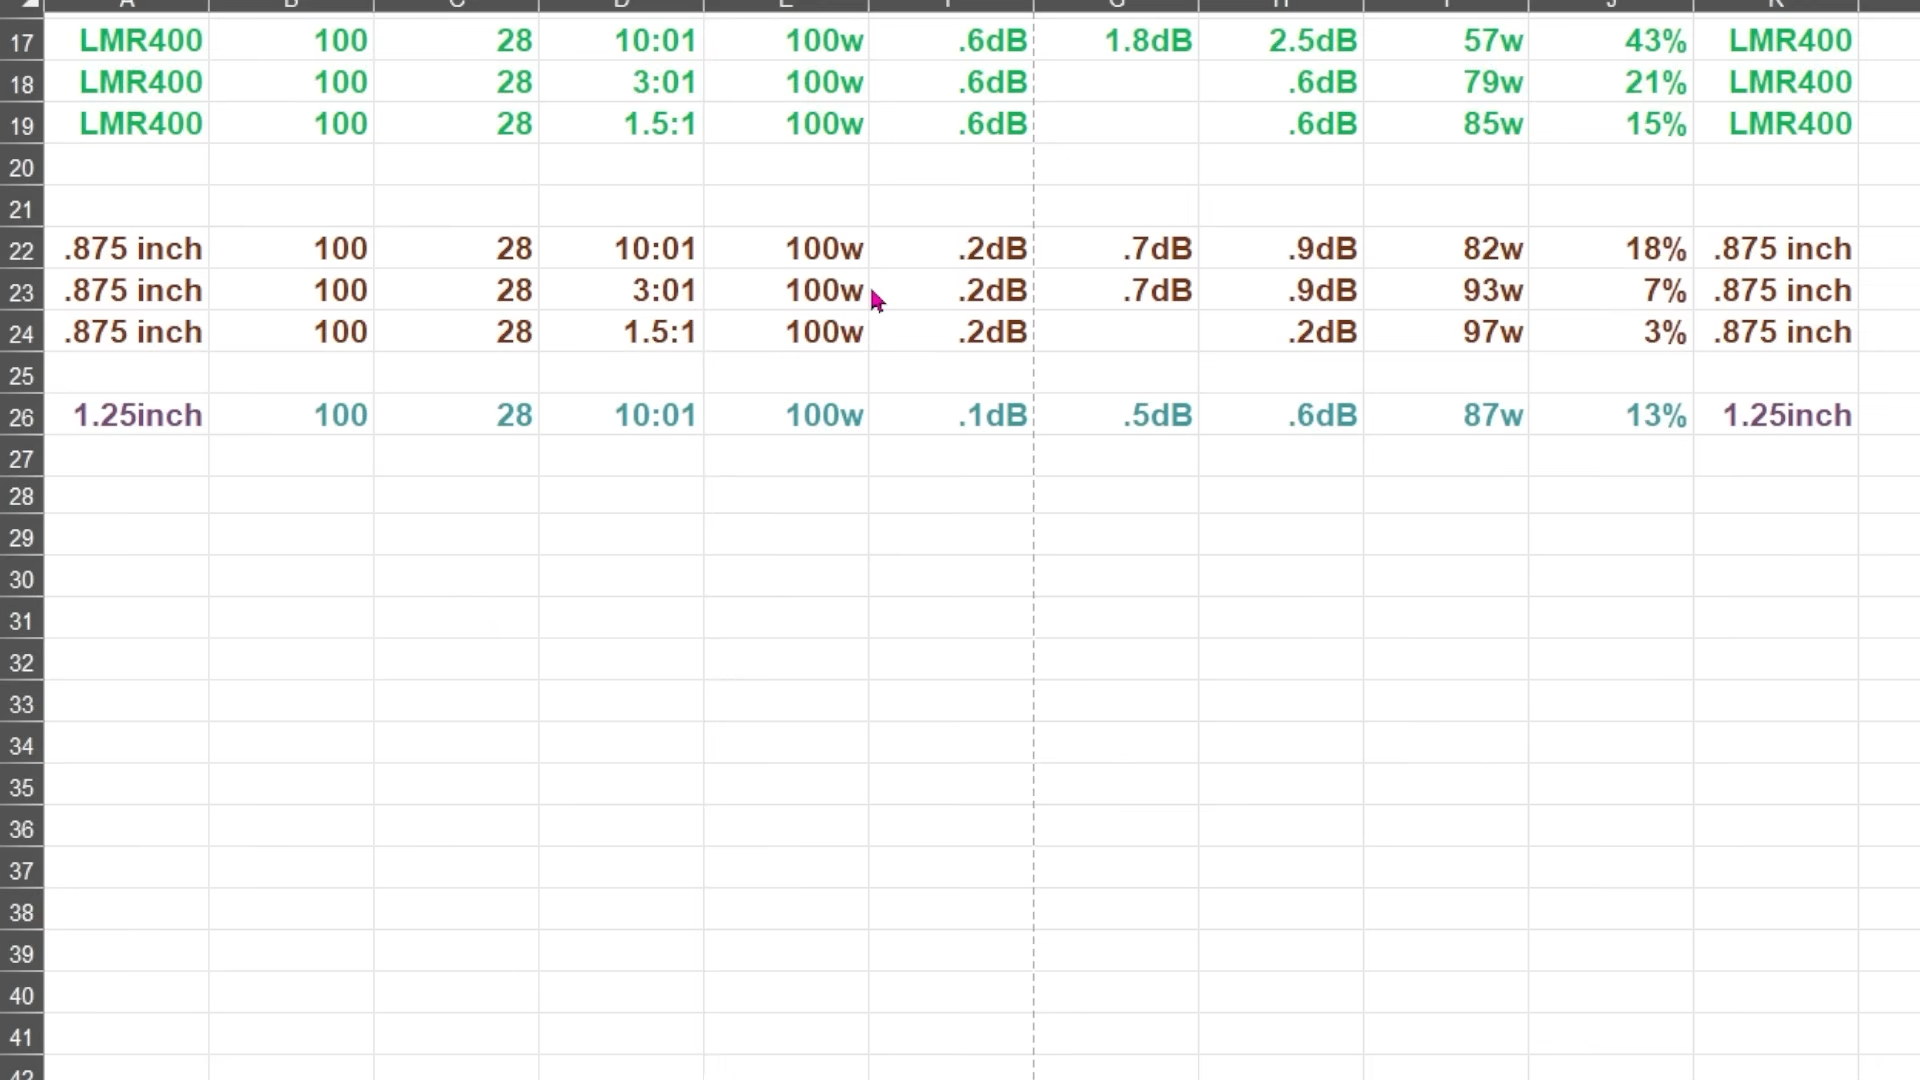 17 LMR400 100 28 10:01 100w .6dB 1.8dB 2.5dB 57w 43% LMR400
18 LMR400 100 28 3:01 100w .6dB .6dB 79w 21% LMR400
19 LMR400 100 28 1.5:1 100w .6dB .6dB 85w 15% LMR400
20
21
22 .875 inch 100 28 10:01 100w .2dB .7dB .9dB 82w 18% .875 inch
23 .875 inch 100 28 3:01 100w .2dB .7dB .9dB 93w 7% .875 inch
24 .875 inch 100 28 1.5:1 100w .2dB .2dB 97w 3% .875 inch
25
26 1.25inch 100 28 10:01 100w .1dB .5dB .6dB 87w 13% 1.25inch
27
28
29
30
31
32
33
34
35
36
37
38
39
40
41
42